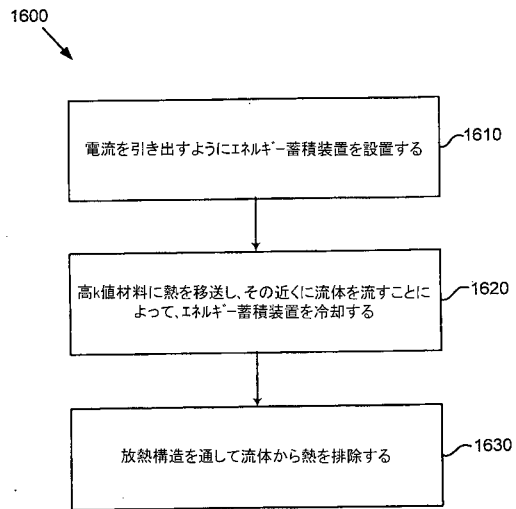 1600
電流を引き出すようにエネルギー蓄積装置を設置する
1610
高k値材料に熱を移送し、その近くに流体を流すことに
よって、エネルギー蓄積装置を冷却する
1620
放熱構造を通して流体から熱を排除する
1630